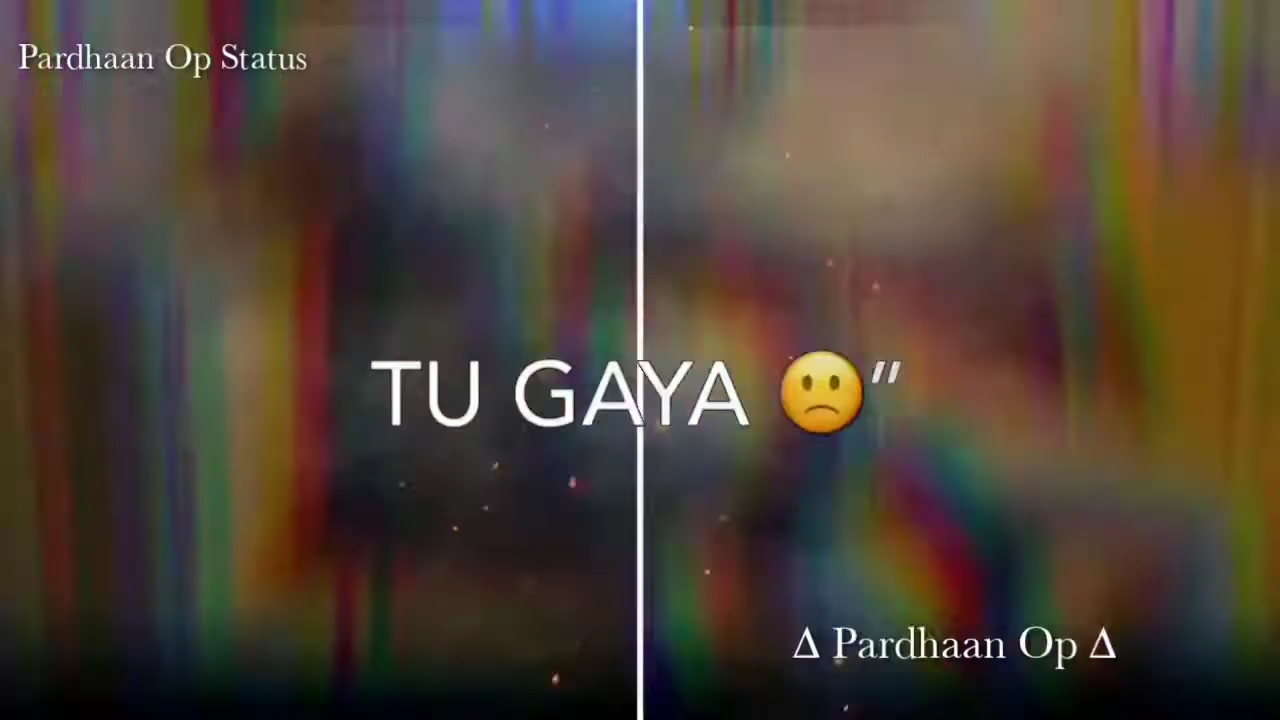 Pardhaan Op Status
TU GAYA 🙁”
Δ Pardhaan Op Δ